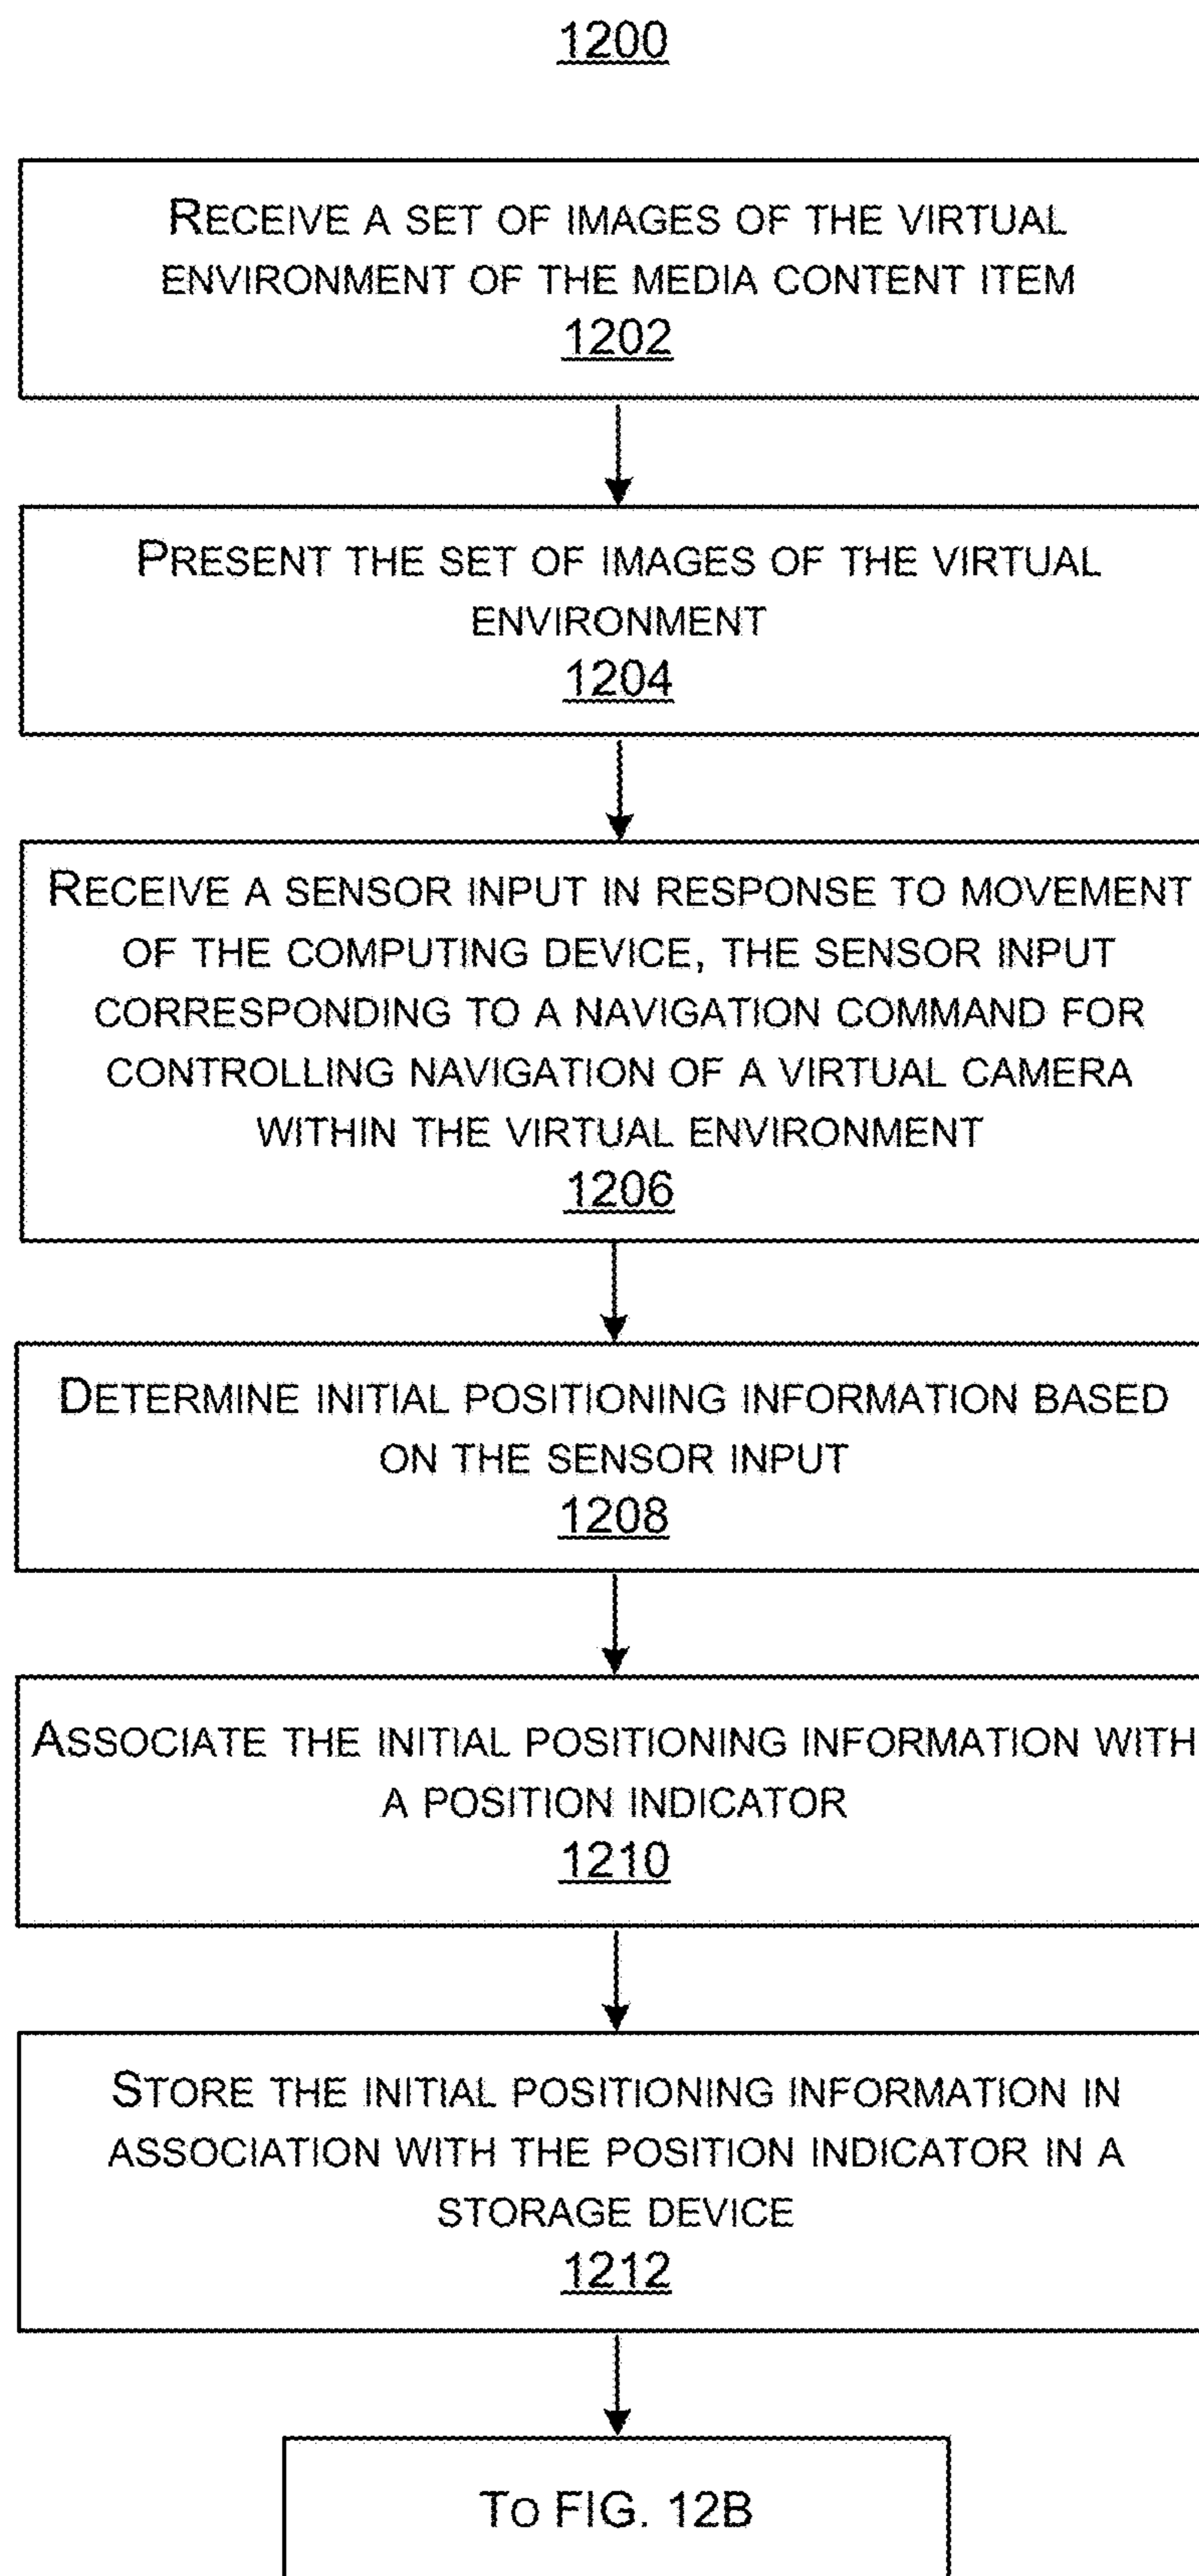 1200
RECEIVE A SET OF IMAGES OF THE VIRTUAL
ENVIRONMENT OF THE MEDIA CONTENT ITEM
1202
PRESENT THE SET OF IMAGES OF THE VIRTUAL
ENVIRONMENT
1204
RECEIVE A SENSOR INPUT IN RESPONSE TO MOVEMENT
OF THE COMPUTING DEVICE, THE SENSOR INPUT
CORRESPONDING TO A NAVIGATION COMMAND FOR
CONTROLLING NAVIGATION OF A VIRTUAL CAMERA
WITHIN THE VIRTUAL ENVIRONMENT
1206
DETERMINE INITIAL POSITIONING INFORMATION BASED
ON THE SENSOR INPUT
1208
ASSOCIATE THE INITIAL POSITIONING INFORMATION WITH
A POSITION INDICATOR
1210
STORE THE INITIAL POSITIONING INFORMATION IN
ASSOCIATION WITH THE POSITION INDICATOR IN A
STORAGE DEVICE
1212
TO FIG. 12B